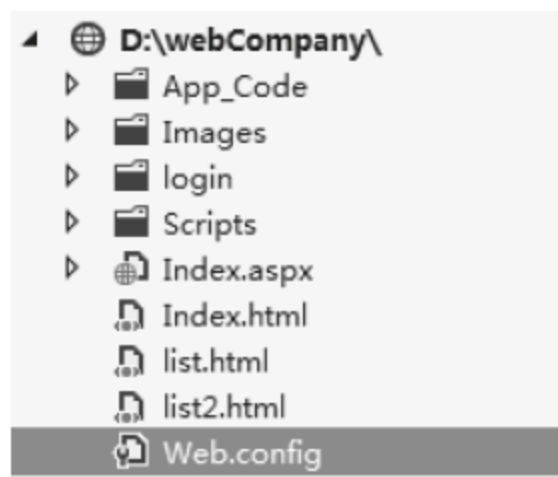 D:\webCompany\
App_Code
Images
login
Scripts
Index.aspx
Index.html
list.html
list2.html
Web.config